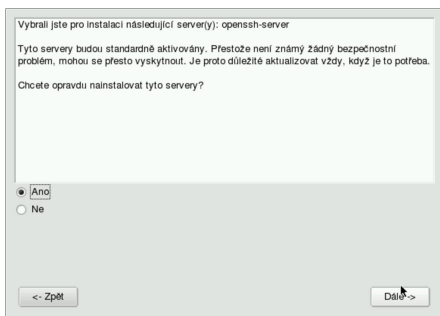 Vybrali jste pro instalaci následující server(y): openssh-server
Tyto servery budou standardně aktivovány. Přestože není známý žádný bezpečnostní
problém, mohou se přesto vyskytnout. Je proto důležité aktualizovat vždy, když je to potřeba.
Chcete opravdu nainstalovat tyto servery?
Ano
Ne
<- Zpět
Dále ->